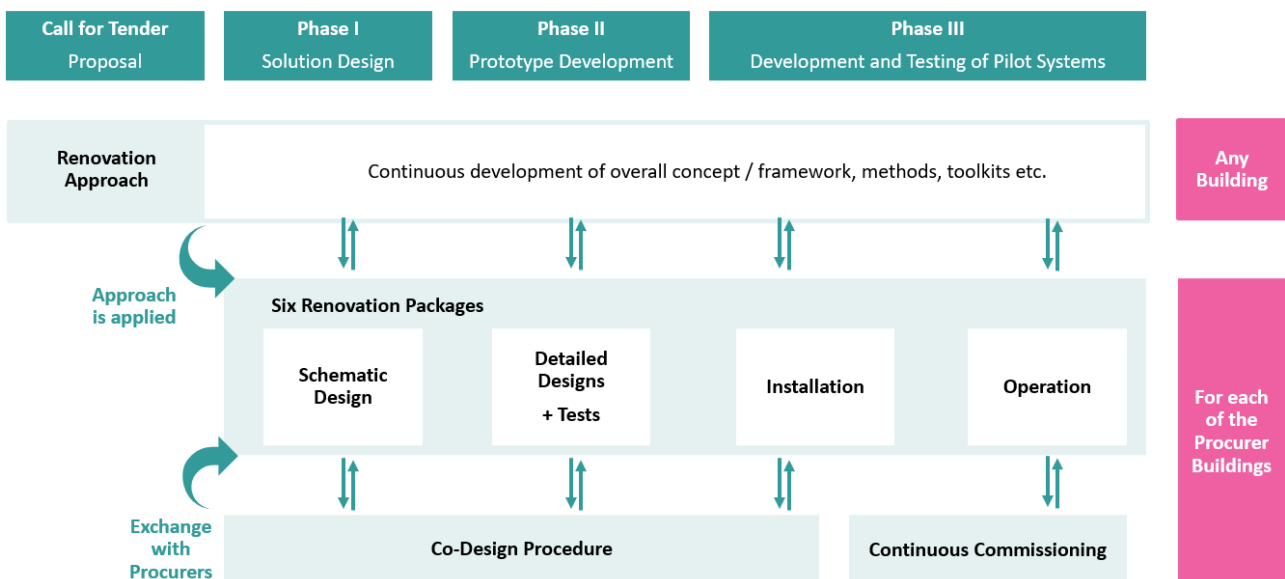 Call for Tender
Proposal
Phase I
Solution Design
Phase II
Prototype Development
Phase III
Development and Testing of Pilot Systems
Renovation
Approach
Continuous development of overall concept / framework, methods, toolkits etc.
Any
Building
Approach
is applied
Six Renovation Packages
Schematic
Design
Detailed
Designs
+ Tests
Installation
Operation
For each
of the
Procurer
Buildings
Exchange
with
Procurers
Co-Design Procedure
Continuous Commissioning